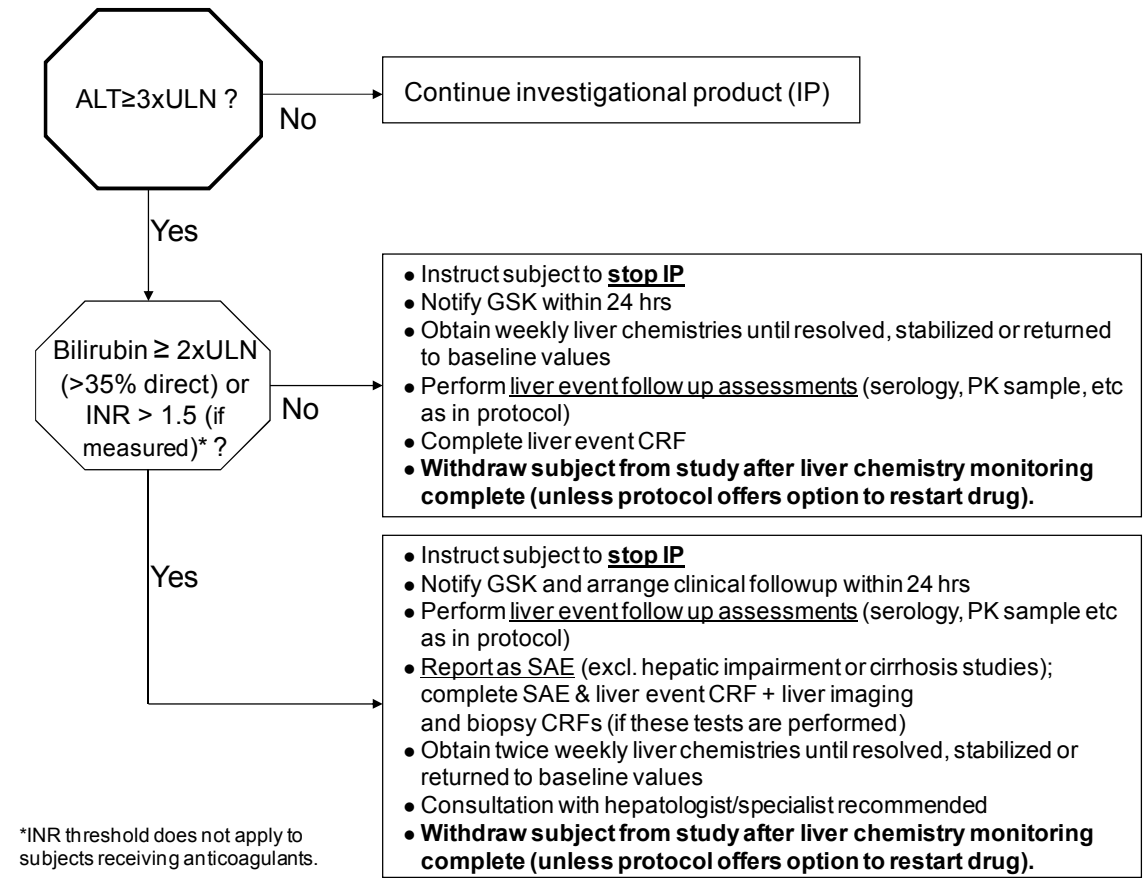 ALT≥3xULN ?
No
Continue investigational product (IP)
Yes
Bilirubin ≥ 2xULN
(>35% direct) or
INR > 1.5 (if
measured)* ?
No
● Instruct subject to stop IP
● Notify GSK within 24 hrs
● Obtain weekly liver chemistries until resolved, stabilized or returned
to baseline values
● Perform liver event follow up assessments (serology, PK sample, etc
as in protocol)
● Complete liver event CRF
● Withdraw subject from study after liver chemistry monitoring
complete (unless protocol offers option to restart drug).
Yes
● Instruct subject to stop IP
● Notify GSK and arrange clinical followup within 24 hrs
● Perform liver event follow up assessments (serology, PK sample etc
as in protocol)
● Report as SAE (excl. hepatic impairment or cirrhosis studies);
complete SAE & liver event CRF + liver imaging
and biopsy CRFs (if these tests are performed)
● Obtain twice weekly liver chemistries until resolved, stabilized or
returned to baseline values
● Consultation with hepatologist/specialist recommended
● Withdraw subject from study after liver chemistry monitoring
complete (unless protocol offers option to restart drug).
*INR threshold does not apply to
subjects receiving anticoagulants.